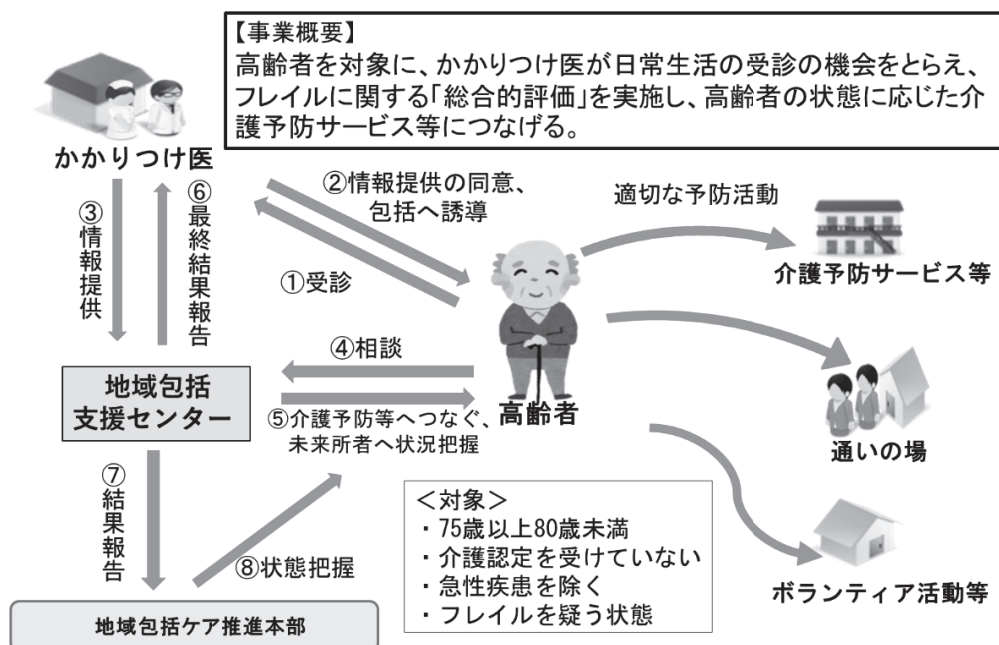 【事業概要】
高齢者を対象に、かかりつけ医が日常生活の受診の機会をとらえ、
フレイルに関する「総合的評価」を実施し、高齢者の状態に応じた介
護予防サービス等につなげる。
かかりつけ医
②情報提供の同意、
包括へ誘導
適切な予防活動
③情報提供
⑥最終結果報告
①受診
介護予防サービス等
④相談
地域包括
支援センター
⑤介護予防等へつなぐ、
未来所者へ状況把握
高齢者
通いの場
⑦結果報告
⑧状態把握
<対象>
・75歳以上80歳未満
・介護認定を受けていない
・急性疾患を除く
・フレイルを疑う状態
ボランティア活動等
地域包括ケア推進本部